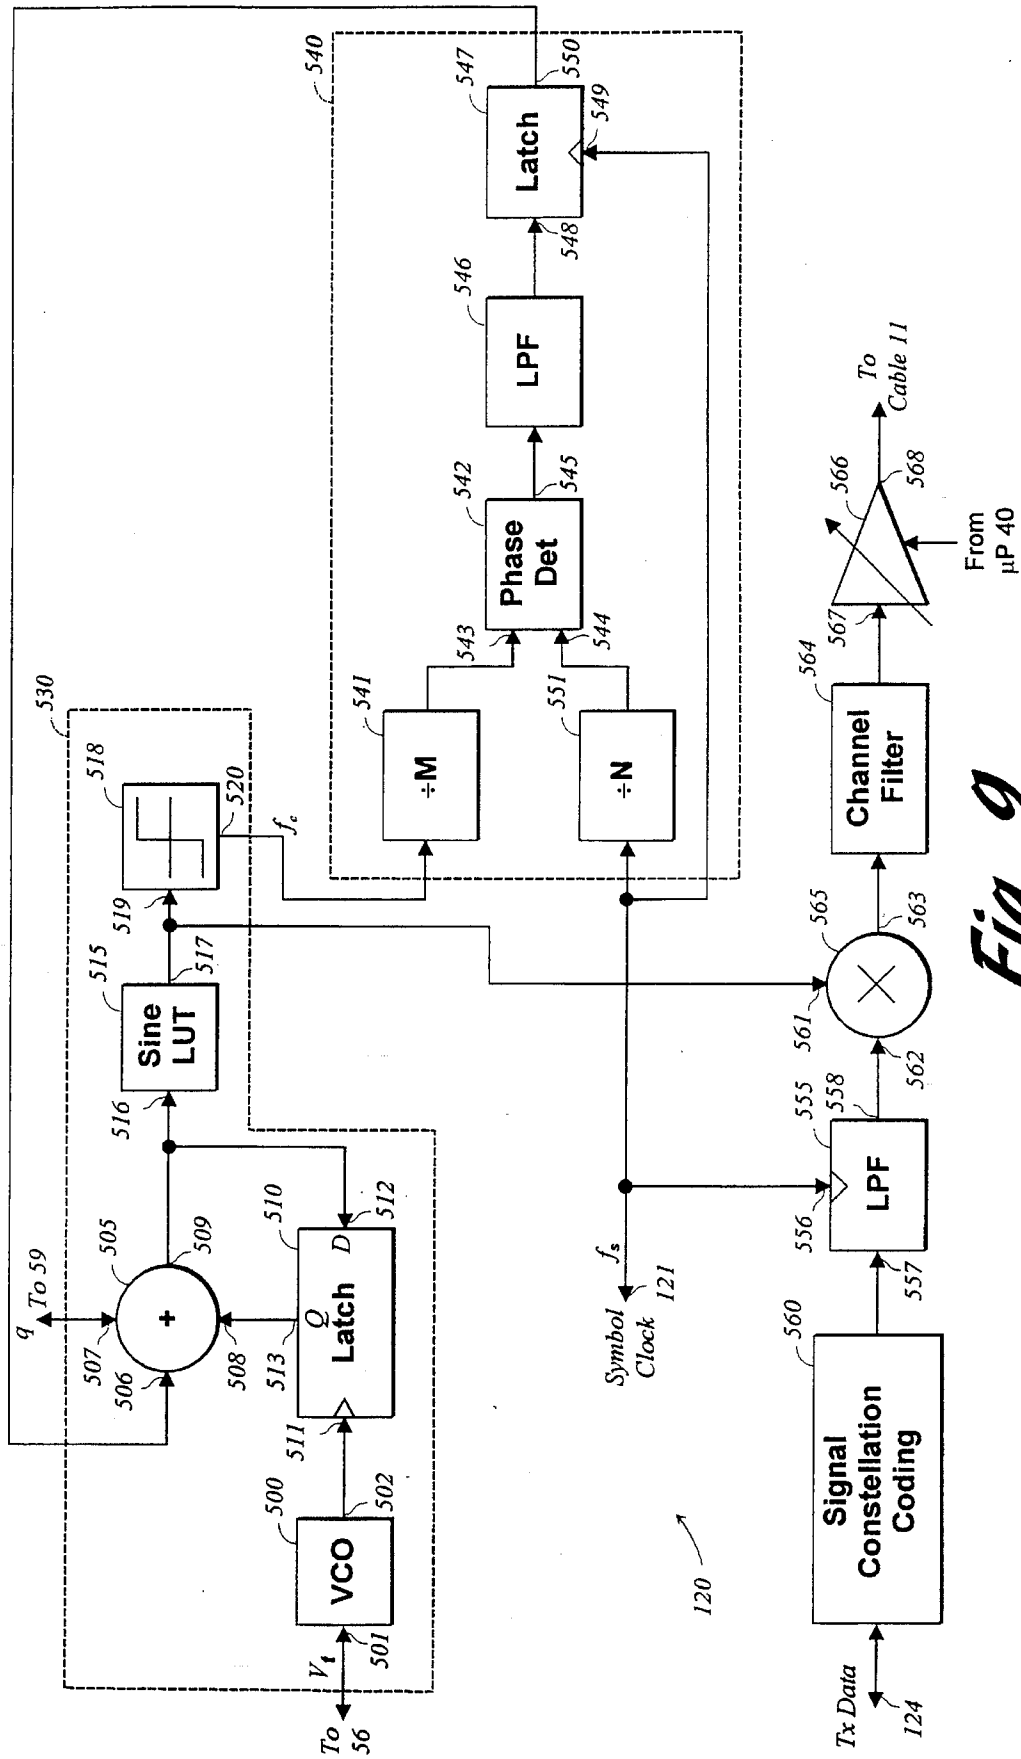 540
547
550
Latch
549
548
546
LPF
542
545
Phase
Det
543
544
541
÷M
551
÷N
530
518
520
f_c
519
515
517
Sine
LUT
516
q To 59
505
509
+
507
506
508
510
512
D
Q
Latch
513
511
500
502
VCO
501
V_t
To
56
f_s
121
Symbol
Clock
120
To
Cable 11
566
568
From
µP 40
567
564
Channel
Filter
565
563
561
562
555
558
556
LPF
557
560
Signal
Constellation
Coding
Tx Data
124
Fig 9